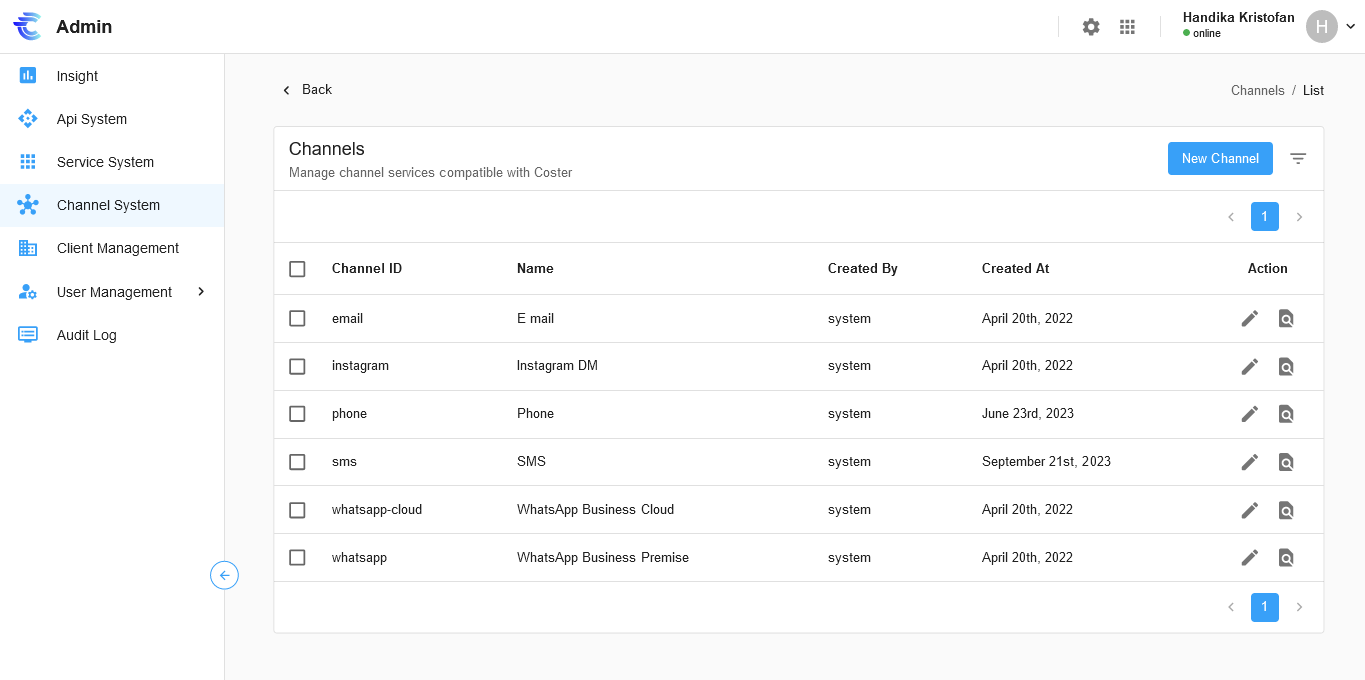 Admin
Handika Kristofan
online
H
Insight
Api System
Service System
Channel System
Client Management
User Management
Audit Log
Back
Channels / List
Channels
Manage channel services compatible with Coster
New Channel
1
Channel ID Name Created By Created At Action
email E mail system April 20th, 2022
instagram Instagram DM system April 20th, 2022
phone Phone system June 23rd, 2023
sms SMS system September 21st, 2023
whatsapp-cloud WhatsApp Business Cloud system April 20th, 2022
whatsapp WhatsApp Business Premise system April 20th, 2022
1